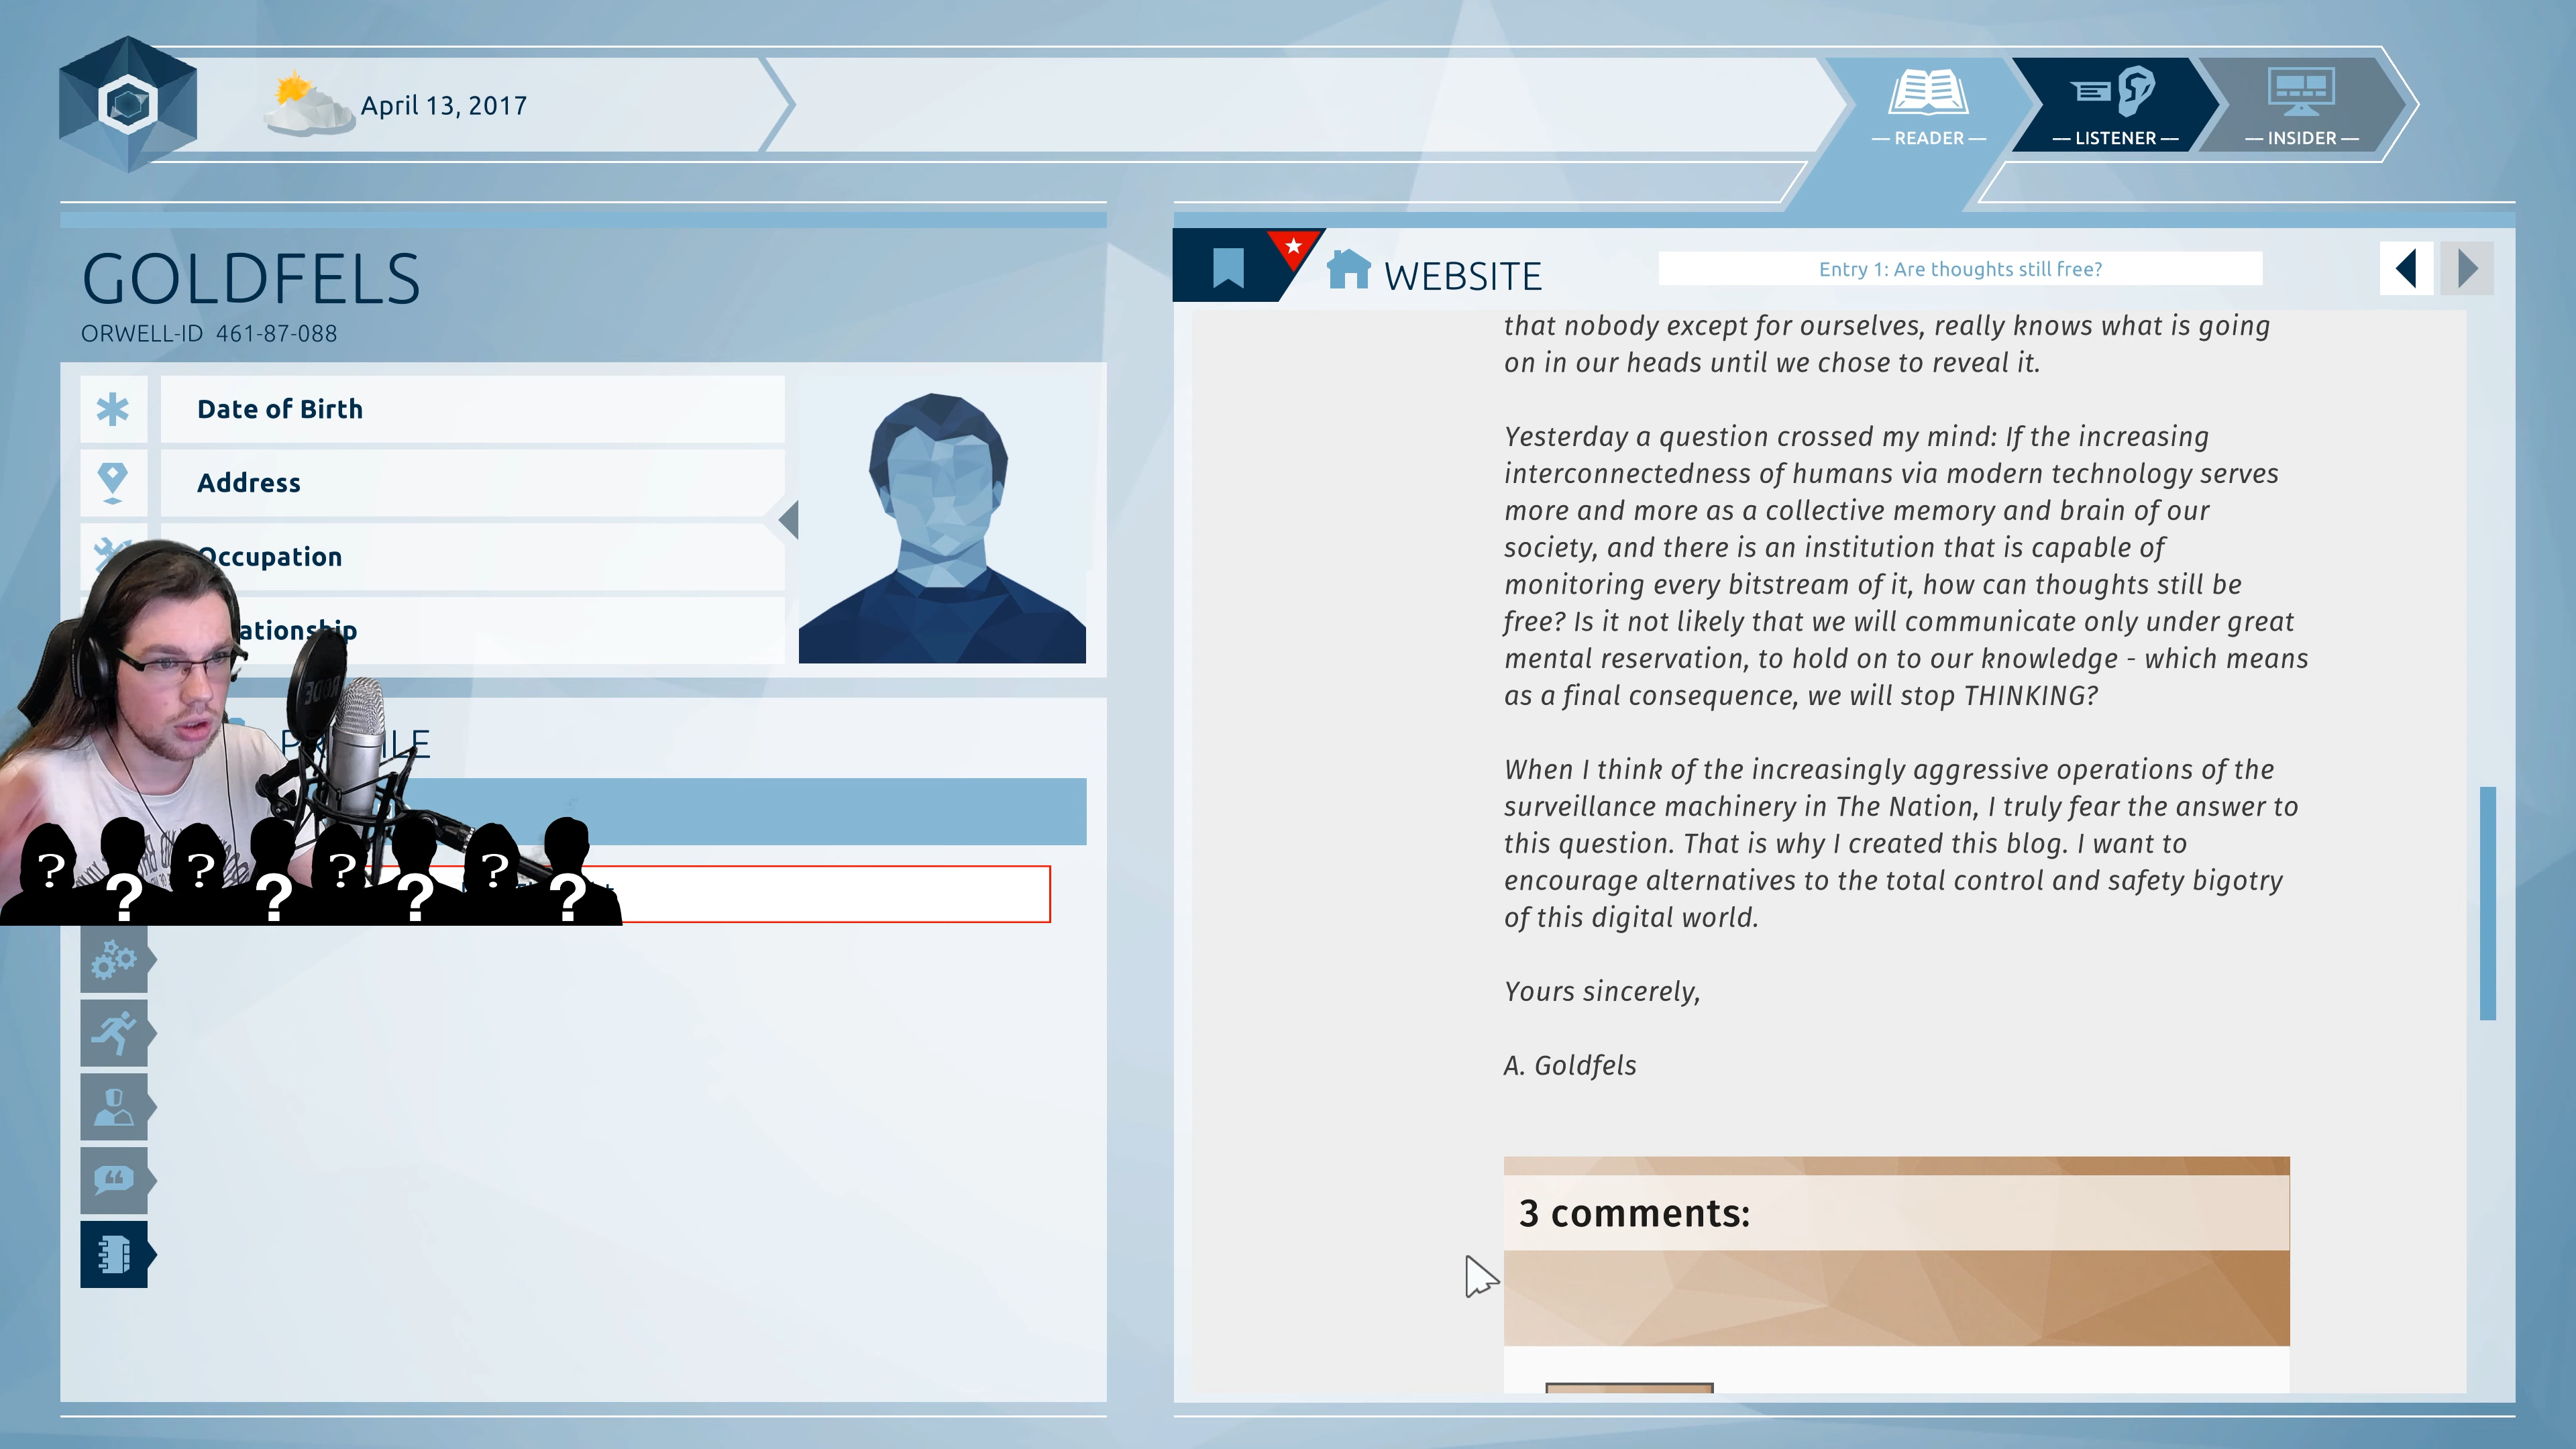 April 13, 2017
READER
LISTENER
INSIDER
GOLDFELS
ORWELL-ID 461-87-088
Date of Birth
Address
Occupation
WEBSITE
Entry 1: Are thoughts still free?
that nobody except for ourselves, really knows what is going
on in our heads until we chose to reveal it.
Yesterday a question crossed my mind: If the increasing
interconnectedness of humans via modern technology serves
more and more as a collective memory and brain of our
society, and there is an institution that is capable of
monitoring every bitstream of it, how can thoughts still be
free? Is it not likely that we will communicate only under great
mental reservation, to hold on to our knowledge - which means
as a final consequence, we will stop THINKING?
When I think of the increasingly aggressive operations of the
surveillance machinery in The Nation, I truly fear the answer to
this question. That is why I created this blog. I want to
encourage alternatives to the total control and safety bigotry
of this digital world.
Yours sincerely,
A. Goldfels
3 comments:
RODE
? ? ? ? ? ? ? ?